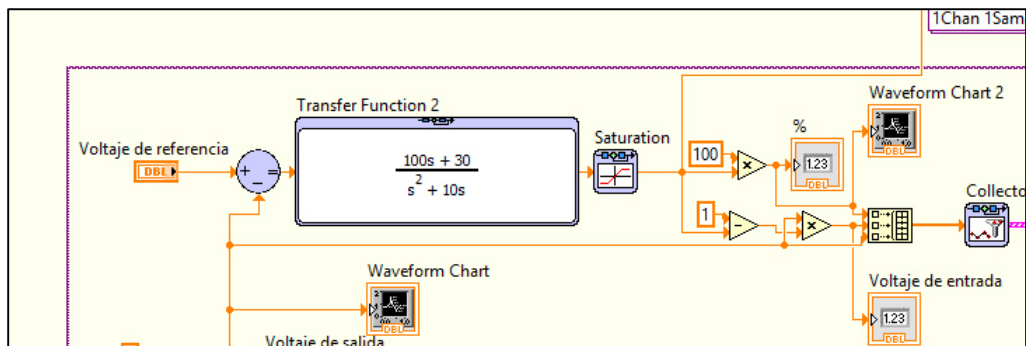 1Chan 1Sam
Transfer Function 2
Waveform Chart 2
Voltaje de referencia
DBL
+
−
=
100s + 30
s² + 10s
Saturation
100
×
%
1.23
DBL
DBL
1
−
×
Collecto
Waveform Chart
DBL
Voltaje de entrada
1.23
DBL
Voltaje de salida